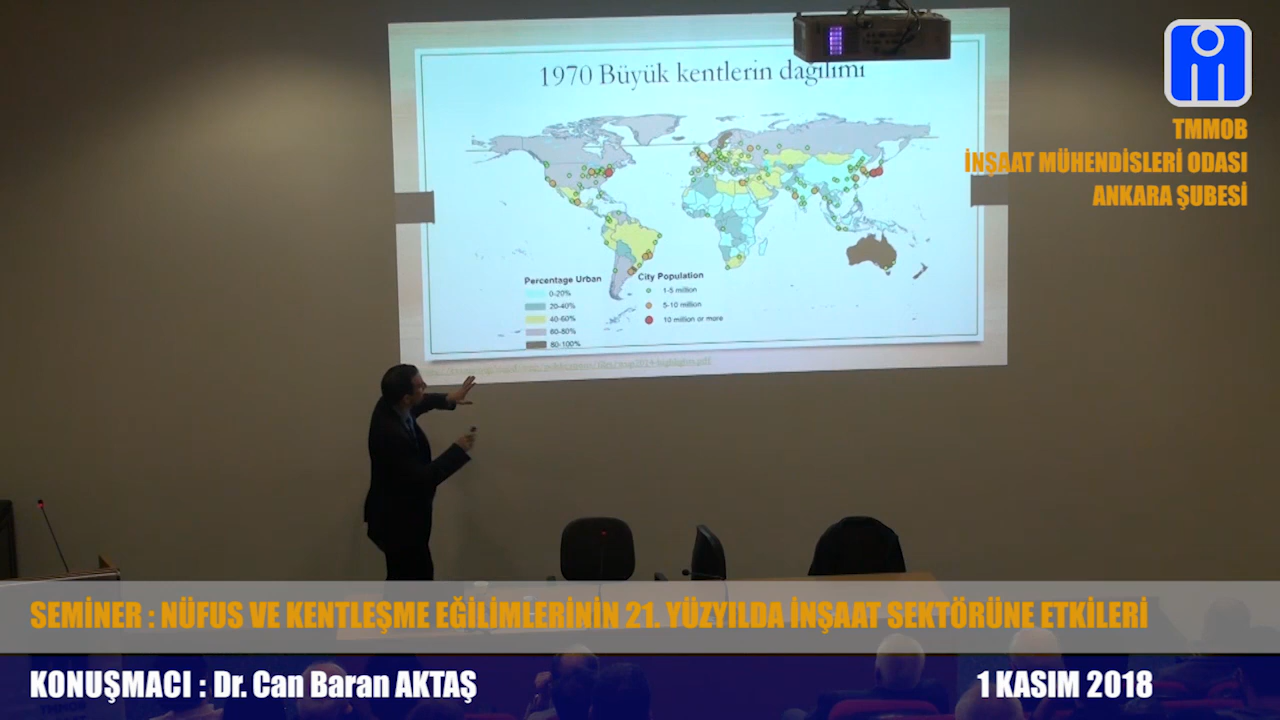 1970 Büyük kentlerin dağılımı
TMMOB
İNŞAAT MÜHENDİSLERİ ODASI
ANKARA ŞUBESİ
Percentage Urban
0-20%
20-40%
40-60%
60-80%
80-100%
City Population
1-5 million
5-10 million
10 million or more
SEMİNER : NÜFUS VE KENTLEŞME EĞİLİMLERİNİN 21. YÜZYILDA İNŞAAT SEKTÖRÜNE ETKİLERİ
KONUŞMACI : Dr. Can Baran AKTAŞ
1 KASIM 2018
TMMOB